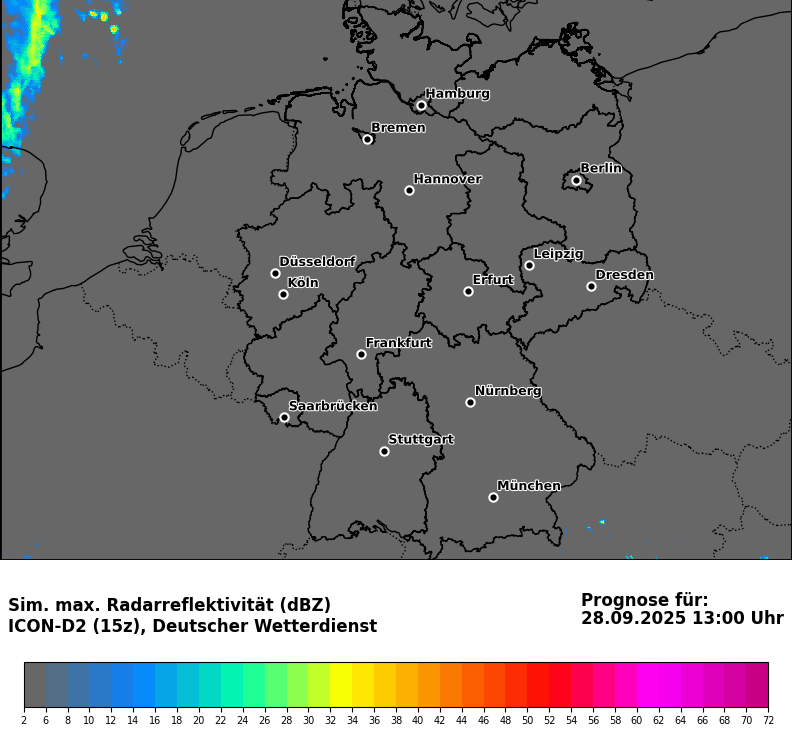 Hamburg
Bremen
Berlin
Hannover
Leipzig
Düsseldorf
Dresden
Köln
Erfurt
Frankfurt
Nürnberg
Saarbrücken
Stuttgart
München
Sim. max. Radarreflektivität (dBZ)
ICON-D2 (15z), Deutscher Wetterdienst
Prognose für:
28.09.2025 13:00 Uhr
2 6 8 10 12 14 16 18 20 22 24 26 28 30 32 34 36 38 40 42 44 46 48 50 52 54 56 58 60 62 64 66 68 70 72